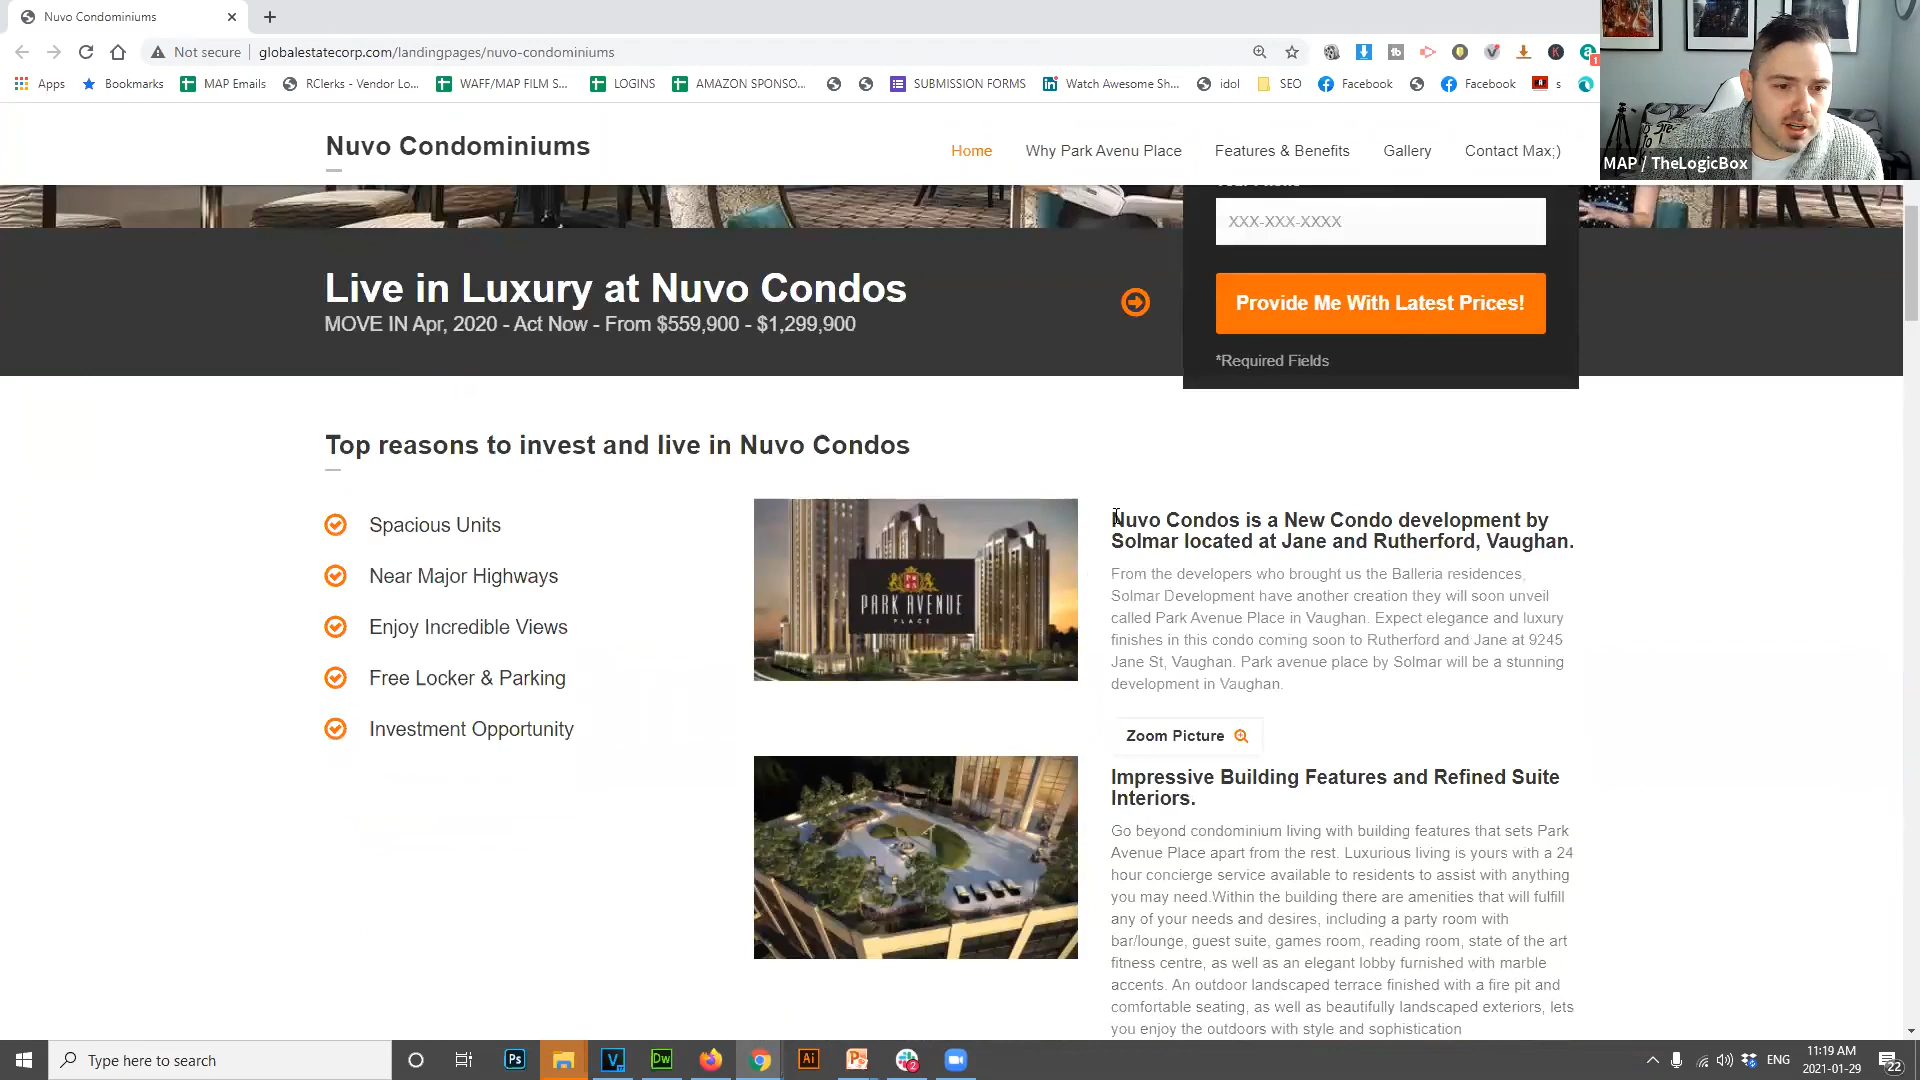 Nuvo Condominiums
Not secure
globalestatecorp.com/landingpages/nuvo-condominiums
Apps
Bookmarks
MAP Emails
RClerks - Vendor Lo...
WAFF/MAP FILM S...
LOGINS
AMAZON SPONSO...
SUBMISSION FORMS
Watch Awesome Sh...
idol
SEO
Facebook
Facebook
s
MAP / TheLogicBox
Nuvo Condominiums
Home
Why Park Avenu Place
Features & Benefits
Gallery
Contact Max;)
XXX-XXX-XXXX
Live in Luxury at Nuvo Condos
MOVE IN Apr, 2020 - Act Now - From $559,900 - $1,299,900
Provide Me With Latest Prices!
*Required Fields
Top reasons to invest and live in Nuvo Condos
Spacious Units
Near Major Highways
Enjoy Incredible Views
Free Locker & Parking
Investment Opportunity
PARK AVENUE
PLACE
Nuvo Condos is a New Condo development by
Solmar located at Jane and Rutherford, Vaughan.
From the developers who brought us the Balleria residences,
Solmar Development have another creation they will soon unveil
called Park Avenue Place in Vaughan. Expect elegance and luxury
finishes in this condo coming soon to Rutherford and Jane at 9245
Jane St, Vaughan. Park avenue place by Solmar will be a stunning
development in Vaughan.
Zoom Picture
Impressive Building Features and Refined Suite
Interiors.
Go beyond condominium living with building features that sets Park
Avenue Place apart from the rest. Luxurious living is yours with a 24
hour concierge service available to residents to assist with anything
you may need.Within the building there are amenities that will fulfill
any of your needs and desires, including a party room with
bar/lounge, guest suite, games room, reading room, state of the art
fitness centre, as well as an elegant lobby furnished with marble
accents. An outdoor landscaped terrace finished with a fire pit and
comfortable seating, as well as beautifully landscaped exteriors, lets
you enjoy the outdoors with style and sophistication
Type here to search
Ps
V
Dw
Ai
2
ENG
11:19 AM
2021-01-29
22